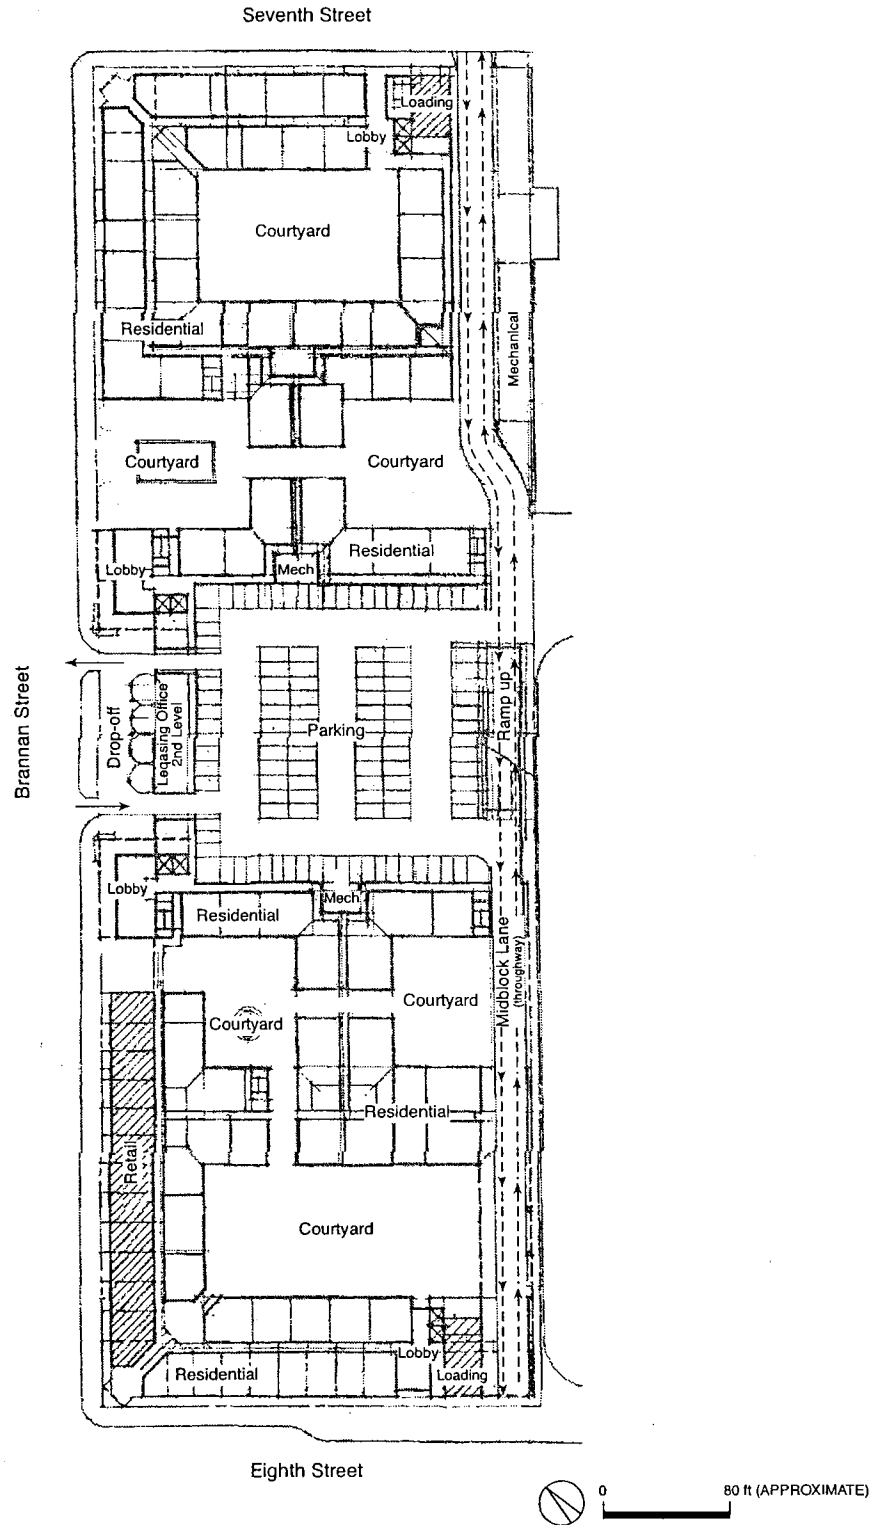 Seventh Street
Loading
Lobby
Courtyard
Residential
Mechanical
Courtyard
Courtyard
Residential
Lobby
Mech
Brannan Street
Drop-off
Leqasing Office
2nd Level
Parking
Ramp up
Lobby
Mech
Residential
Midblock Lane
(throughway)
Courtyard
Courtyard
Residential
Retail
Courtyard
Lobby
Residential
Loading
Eighth Street
0
80 ft (APPROXIMATE)